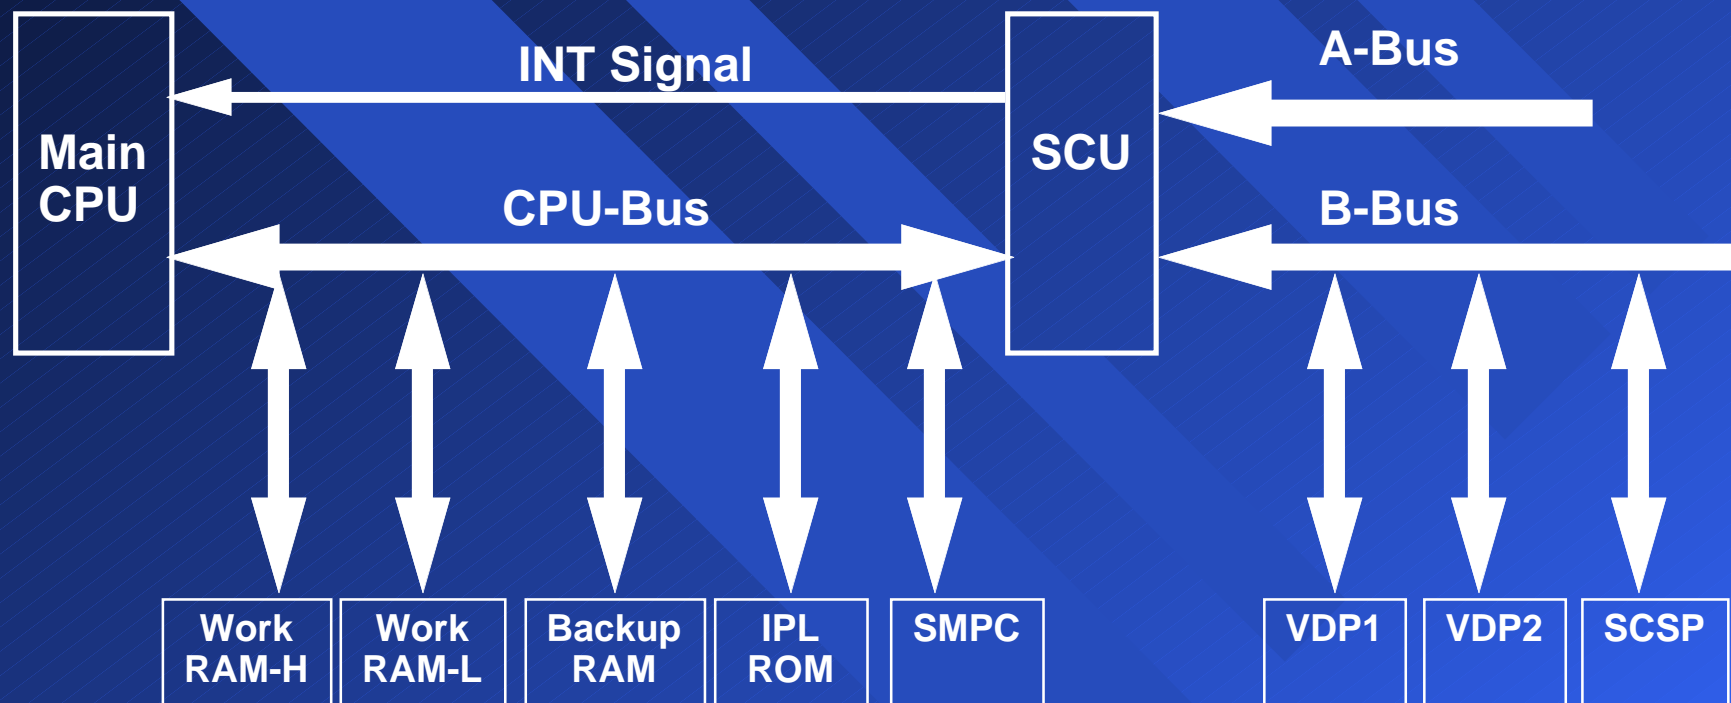 INT Signal
A-Bus
Main
CPU
SCU
CPU-Bus
B-Bus
Work
RAM-H
Work
RAM-L
Backup
RAM
IPL
ROM
SMPC
VDP1
VDP2
SCSP